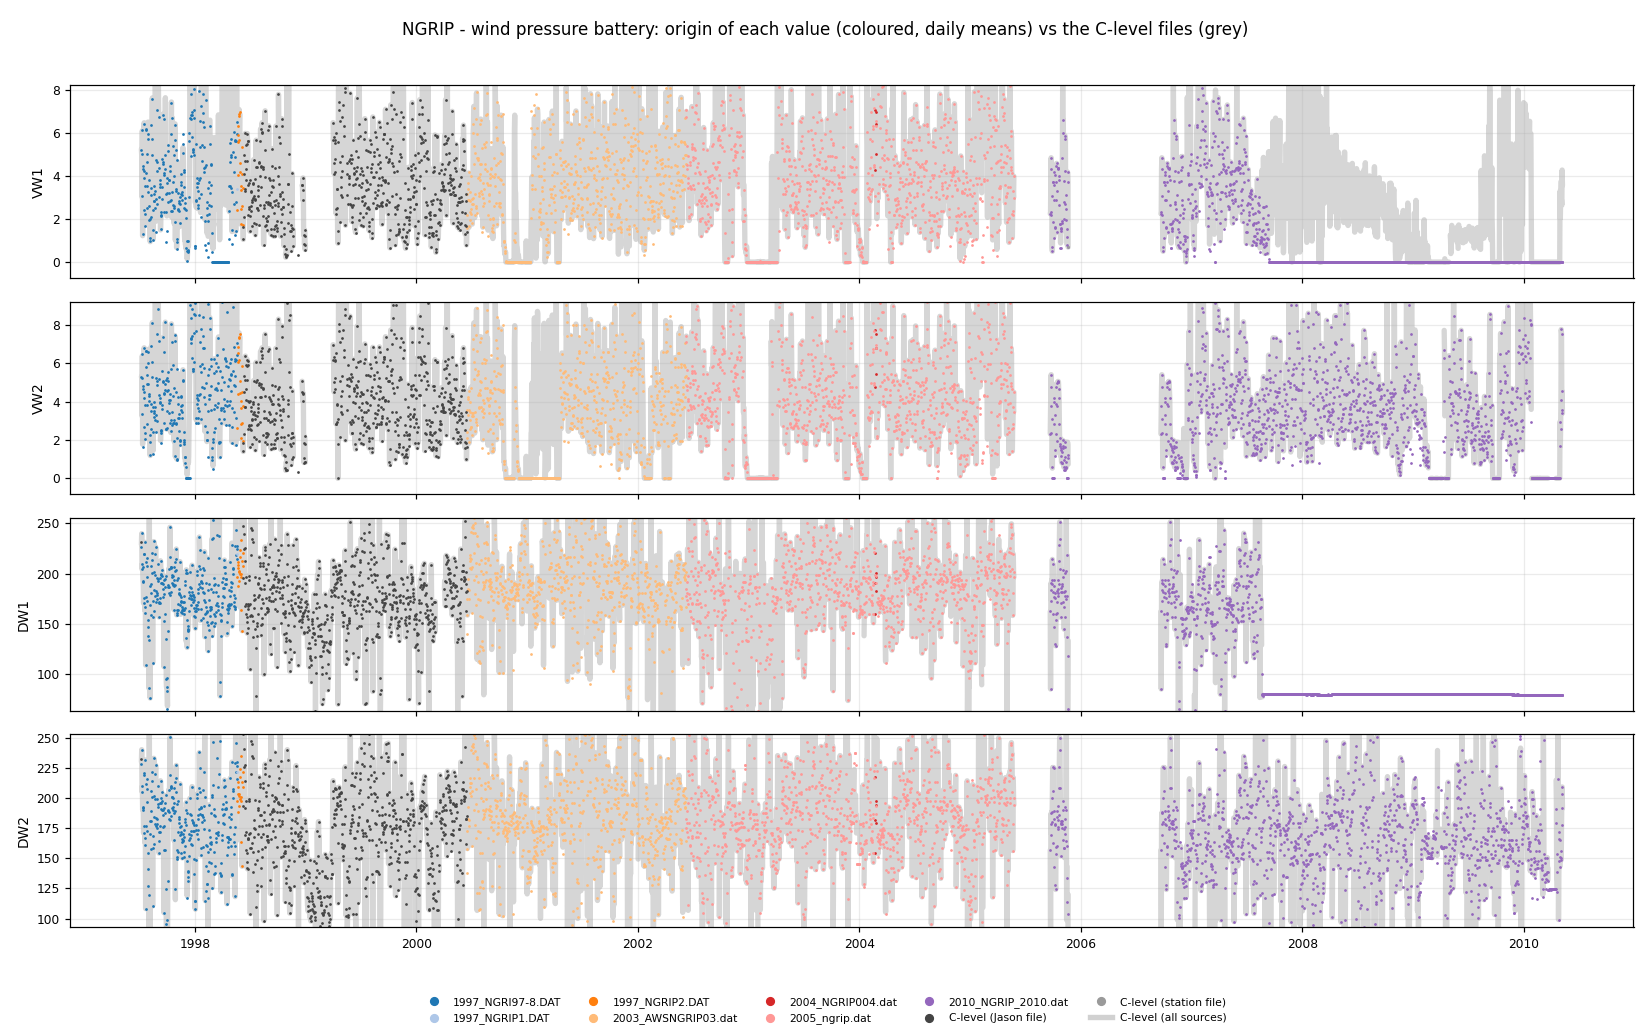 NGRIP - wind pressure battery: origin of each value (coloured, daily means) vs the C-level files (grey)
8
6
4
2
0
VW1
8
6
4
2
0
VW2
250
200
150
100
DW1
250
225
200
175
150
125
100
DW2
1998 2000 2002 2004 2006 2008 2010
1997_NGRI97-8.DAT 1997_NGRIP2.DAT 2004_NGRIP004.dat 2010_NGRIP_2010.dat C-level (station file)
1997_NGRIP1.DAT 2003_AWSNGRIP03.dat 2005_ngrip.dat C-level (Jason file) C-level (all sources)